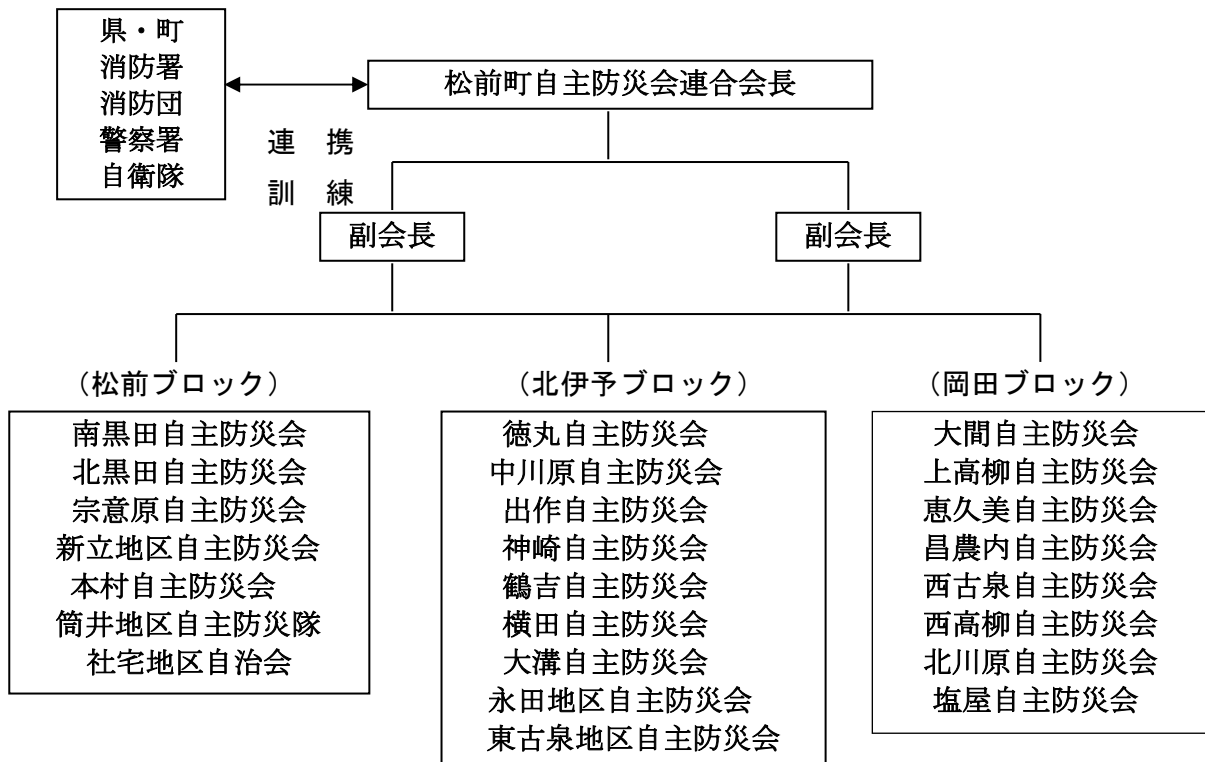 県・町
消防署
消防団
警察署
自衛隊
松前町自主防災会連合会長
連　携
訓　練
副会長
副会長
（松前ブロック）
南黒田自主防災会
北黒田自主防災会
宗意原自主防災会
新立地区自主防災会
本村自主防災会
筒井地区自主防災隊
社宅地区自治会
（北伊予ブロック）
徳丸自主防災会
中川原自主防災会
出作自主防災会
神崎自主防災会
鶴吉自主防災会
横田自主防災会
大溝自主防災会
永田地区自主防災会
東古泉地区自主防災会
（岡田ブロック）
大間自主防災会
上高柳自主防災会
恵久美自主防災会
昌農内自主防災会
西古泉自主防災会
西高柳自主防災会
北川原自主防災会
塩屋自主防災会